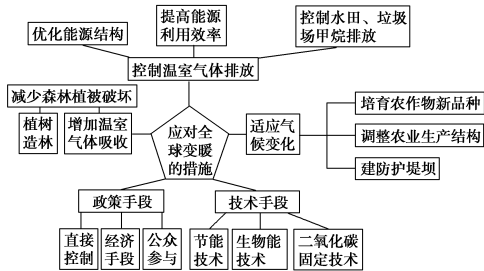 提高能源
利用效率
控制水田、垃圾
场甲烷排放
优化能源结构
控制温室气体排放
减少森林植被破坏
植树
造林
增加温室
气体吸收
应对全
球变暖
的措施
适应气
候变化
培育农作物新品种
调整农业生产结构
建防护堤坝
政策手段
技术手段
直接
控制
经济
手段
公众
参与
节能
技术
生物能
技术
二氧化碳
固定技术